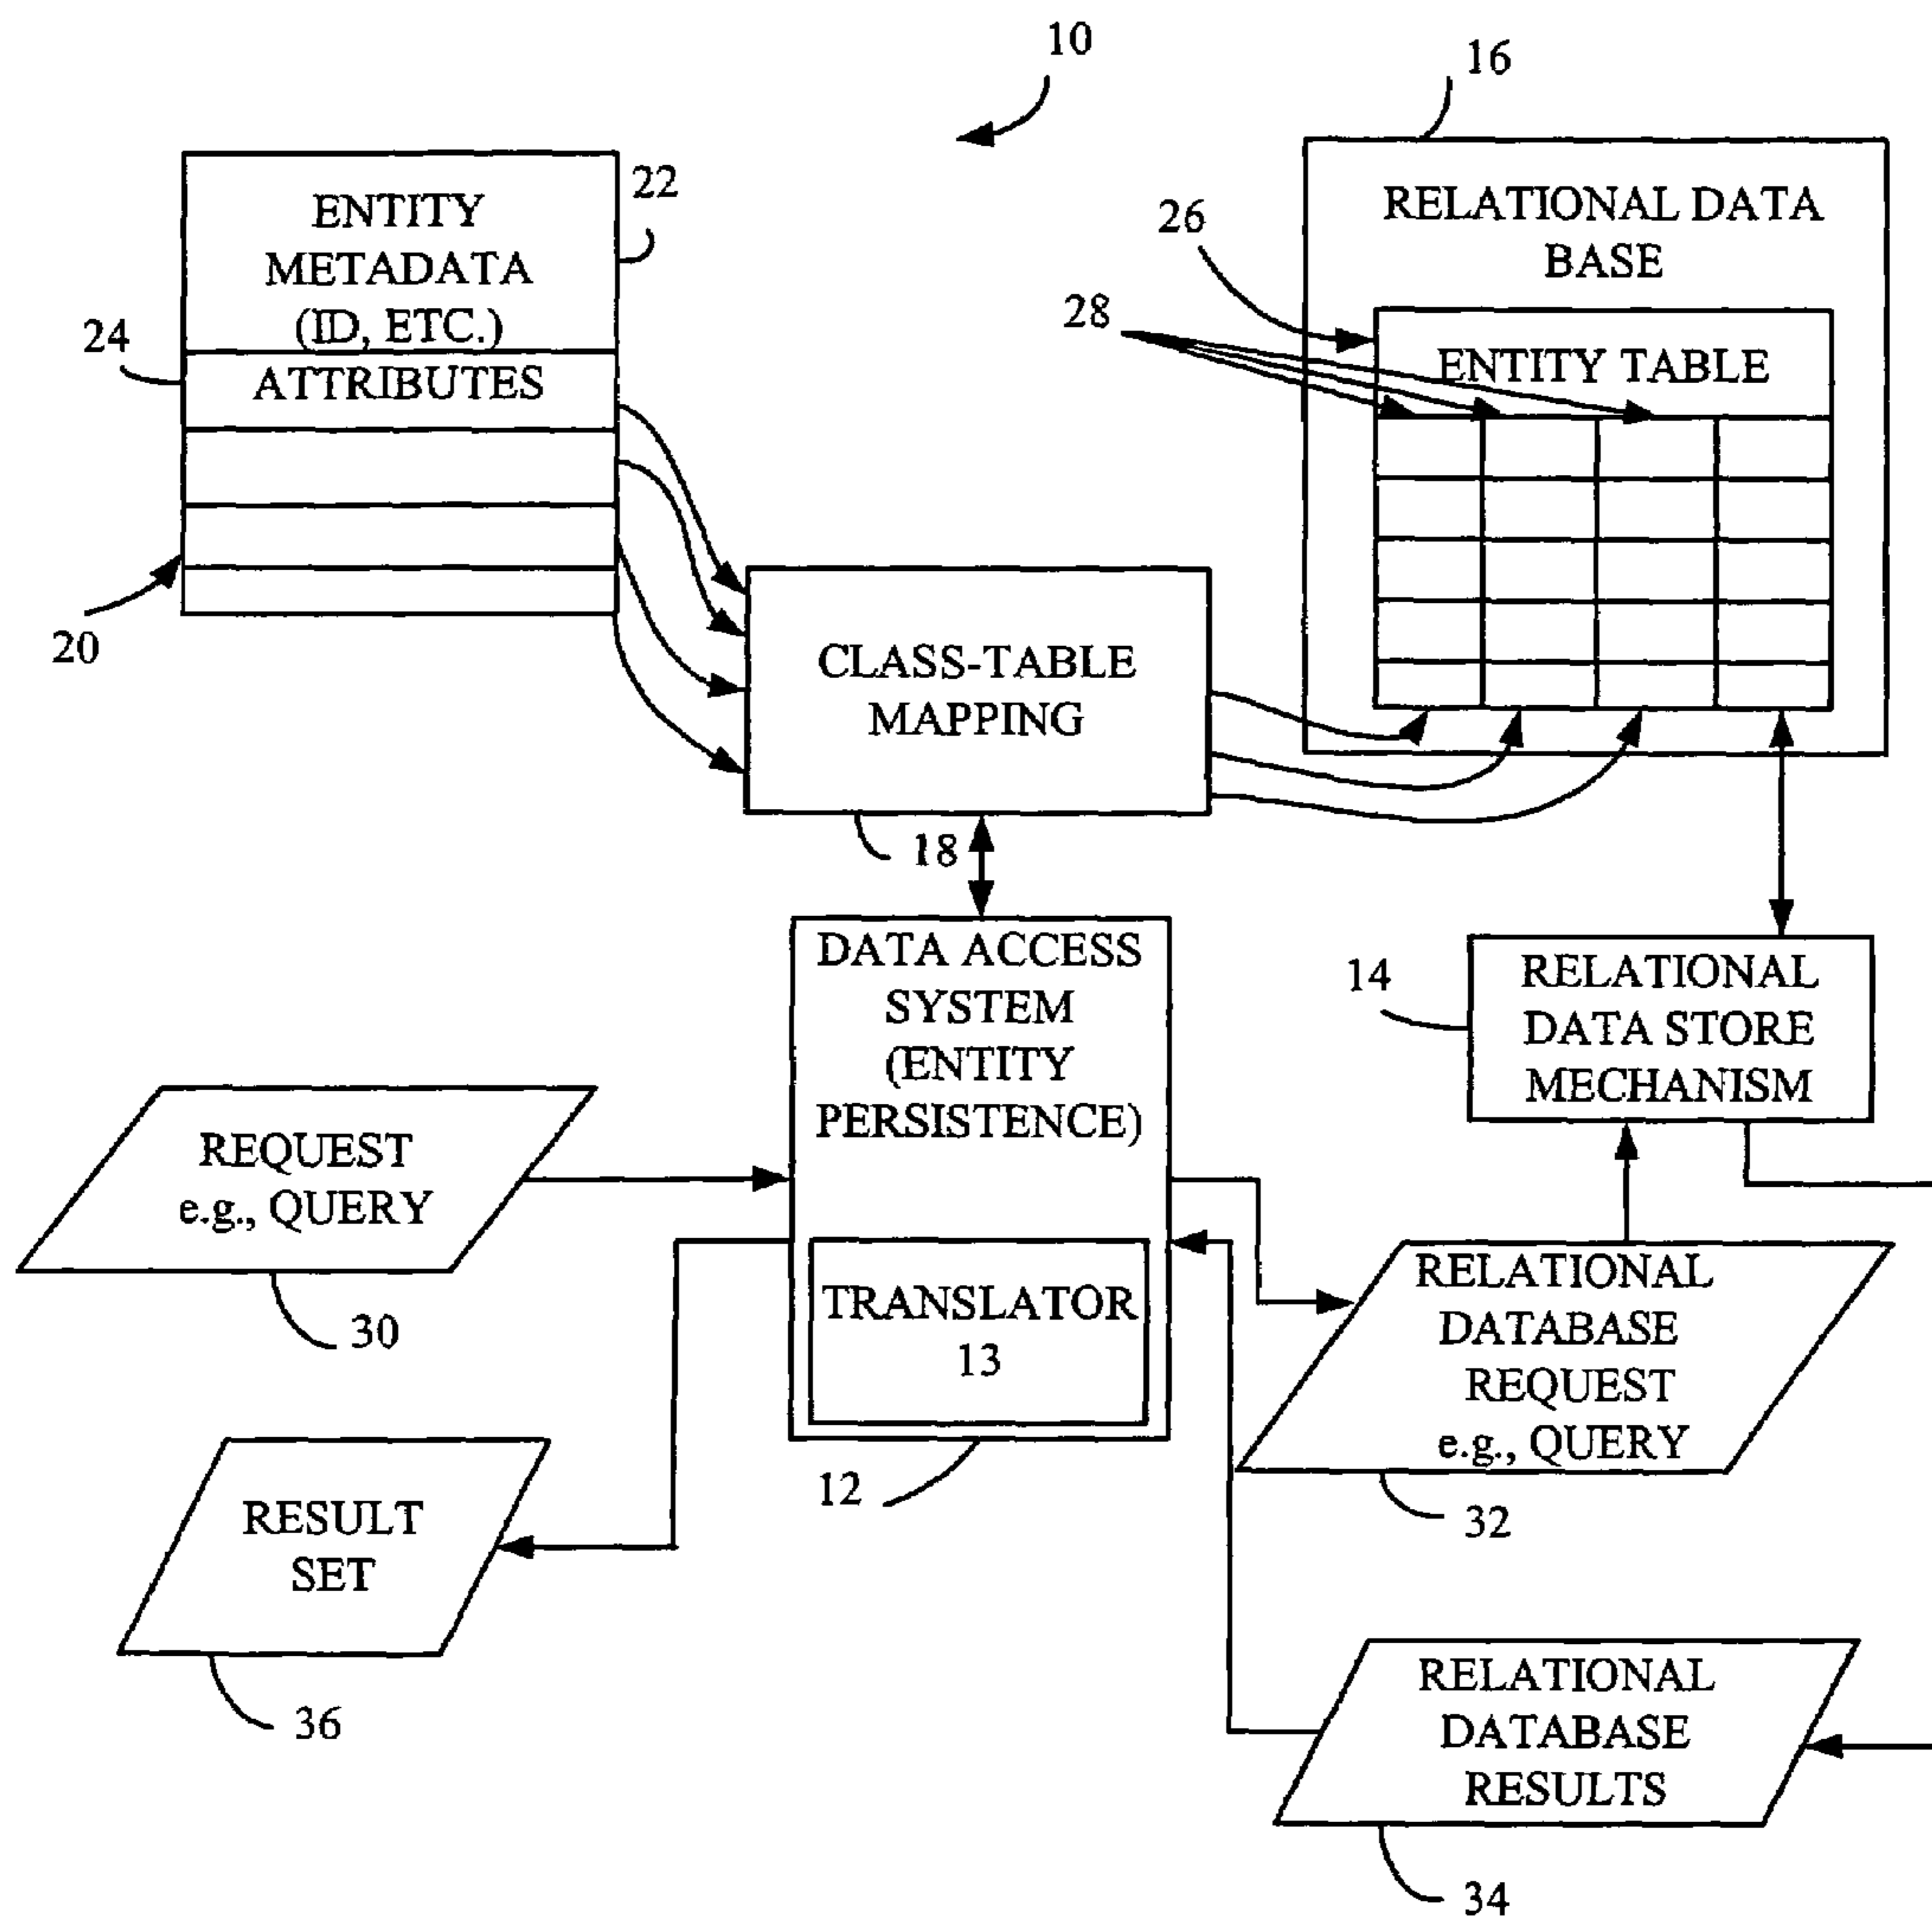 10
16
ENTITY
METADATA
(ID, ETC.)
22
24
ATTRIBUTES
20
RELATIONAL DATA
BASE
26
28
ENTITY TABLE
CLASS-TABLE
MAPPING
18
DATA ACCESS
SYSTEM
(ENTITY
PERSISTENCE)
14
RELATIONAL
DATA STORE
MECHANISM
REQUEST
e.g., QUERY
30
TRANSLATOR
13
12
RELATIONAL
DATABASE
REQUEST
e.g., QUERY
32
RESULT
SET
36
RELATIONAL
DATABASE
RESULTS
34